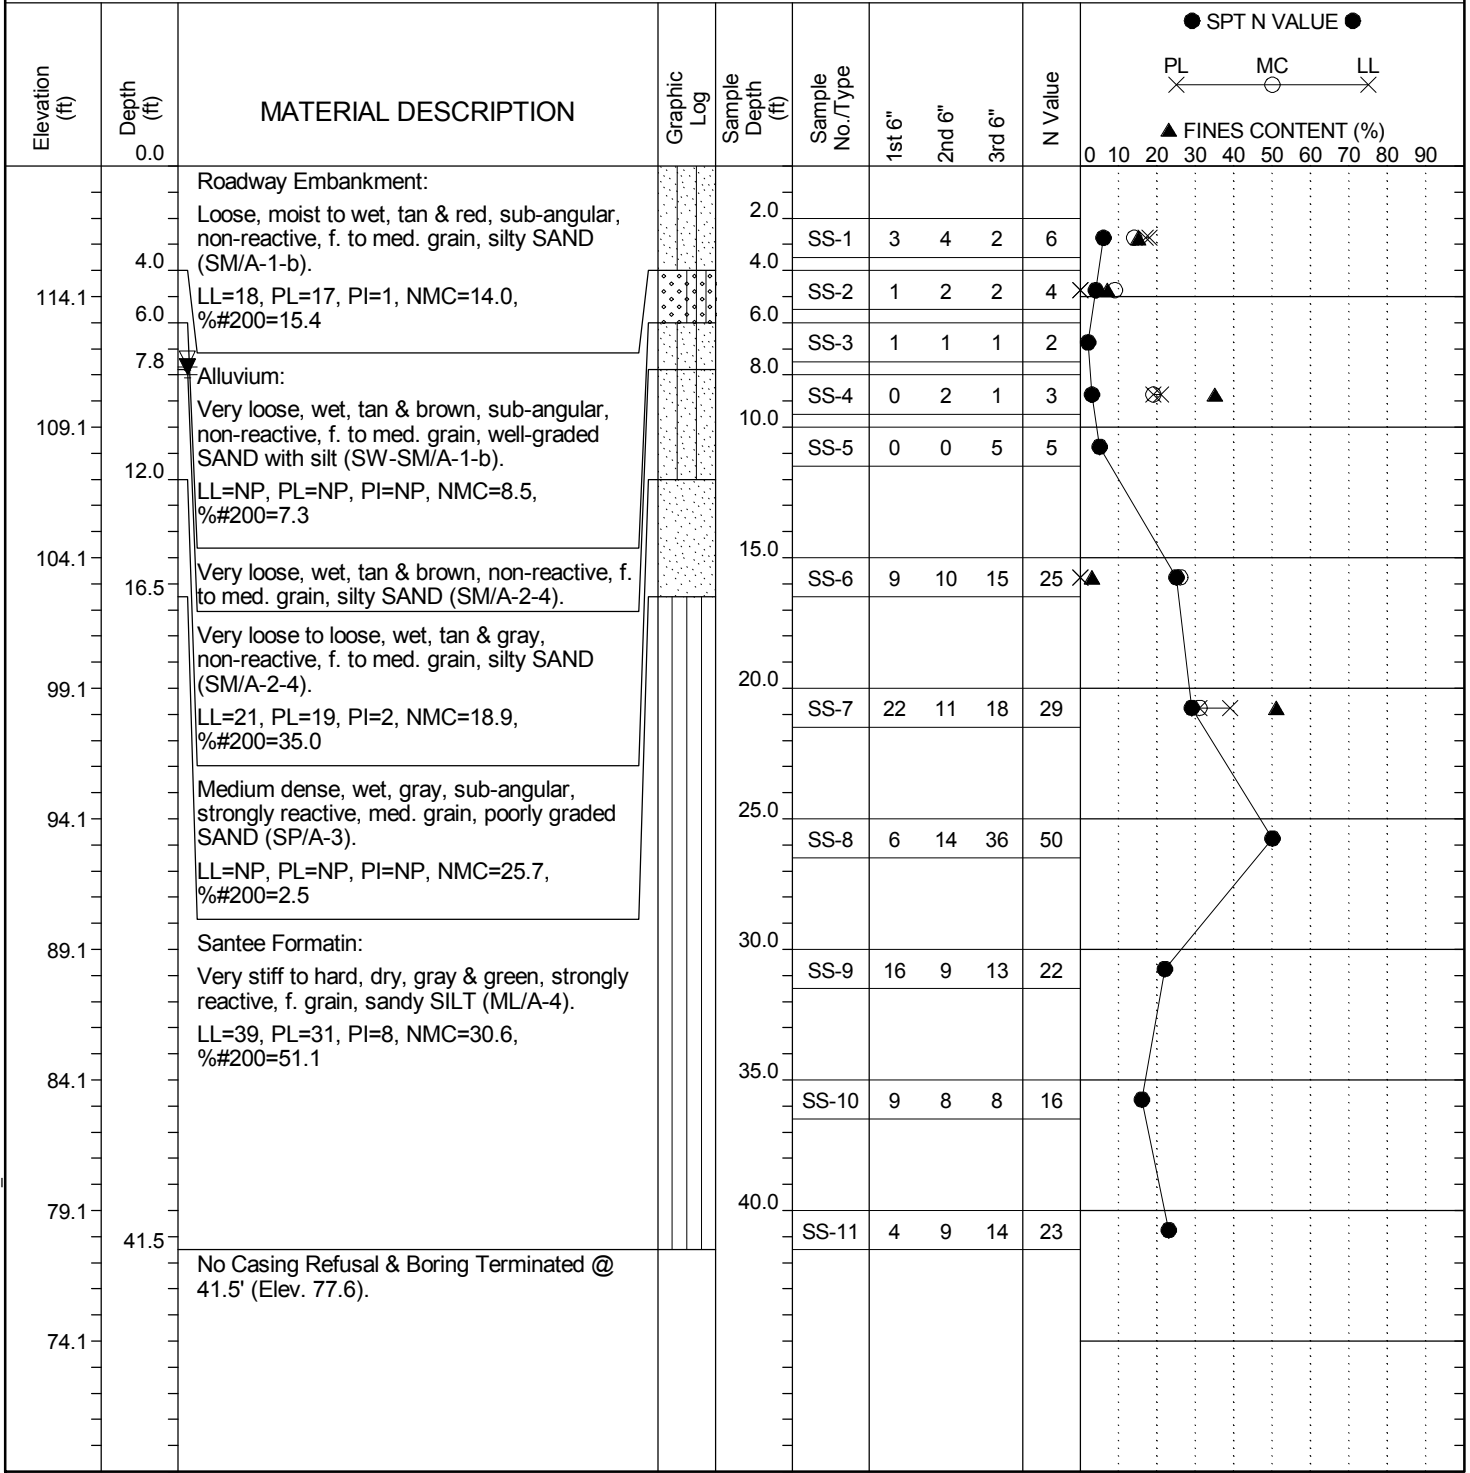 ● SPT N VALUE ●
PL MC LL
▲ FINES CONTENT (%)
0 10 20 30 40 50 60 70 80 90
Elevation (ft)
Depth (ft)
0.0
MATERIAL DESCRIPTION
Graphic Log
Sample Depth (ft)
Sample No./Type
1st 6"
2nd 6"
3rd 6"
N Value
Roadway Embankment:
Loose, moist to wet, tan & red, sub-angular,
non-reactive, f. to med. grain, silty SAND
(SM/A-1-b).
LL=18, PL=17, PI=1, NMC=14.0,
%#200=15.4
Alluvium:
Very loose, wet, tan & brown, sub-angular,
non-reactive, f. to med. grain, well-graded
SAND with silt (SW-SM/A-1-b).
LL=NP, PL=NP, PI=NP, NMC=8.5,
%#200=7.3
Very loose, wet, tan & brown, non-reactive, f.
to med. grain, silty SAND (SM/A-2-4).
Very loose to loose, wet, tan & gray,
non-reactive, f. to med. grain, silty SAND
(SM/A-2-4).
LL=21, PL=19, PI=2, NMC=18.9,
%#200=35.0
Medium dense, wet, gray, sub-angular,
strongly reactive, med. grain, poorly graded
SAND (SP/A-3).
LL=NP, PL=NP, PI=NP, NMC=25.7,
%#200=2.5
Santee Formatin:
Very stiff to hard, dry, gray & green, strongly
reactive, f. grain, sandy SILT (ML/A-4).
LL=39, PL=31, PI=8, NMC=30.6,
%#200=51.1
No Casing Refusal & Boring Terminated @
41.5' (Elev. 77.6).
114.1
109.1
104.1
99.1
94.1
89.1
84.1
79.1
74.1
4.0
6.0
7.8
12.0
16.5
41.5
2.0
4.0
6.0
8.0
10.0
15.0
20.0
25.0
30.0
35.0
40.0
SS-1 3 4 2 6
SS-2 1 2 2 4
SS-3 1 1 1 2
SS-4 0 2 1 3
SS-5 0 0 5 5
SS-6 9 10 15 25
SS-7 22 11 18 29
SS-8 6 14 36 50
SS-9 16 9 13 22
SS-10 9 8 8 16
SS-11 4 9 14 23